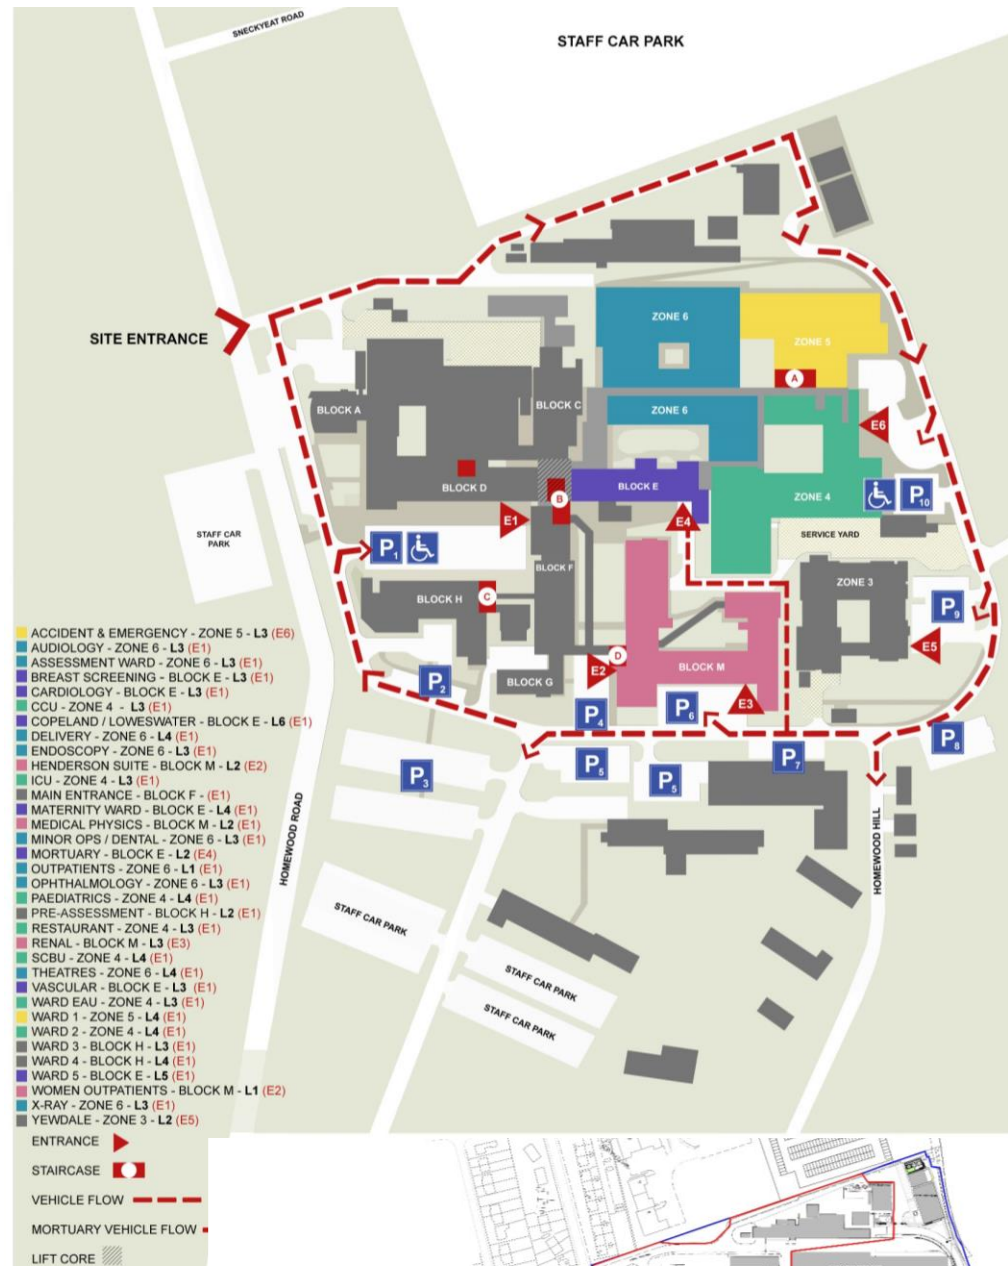 SNECKYEAT ROAD
STAFF CAR PARK
SITE ENTRANCE
ZONE 6
ZONE 5
A
BLOCK A
BLOCK C
ZONE 6
E6
BLOCK D
BLOCK E
B
ZONE 4
P10
E1
E4
STAFF CAR
PARK
SERVICE YARD
P1
BLOCK F
ZONE 3
BLOCK H
C
P9
E5
D
E2
BLOCK M
BLOCK G
P2
E3
P4
P6
P8
P3
P5
P5
P7
HOMEWOOD ROAD
HOMEWOOD HILL
STAFF CAR PARK
STAFF CAR PARK
STAFF CAR PARK
ACCIDENT & EMERGENCY - ZONE 5 - L3 (E6)
AUDIOLOGY - ZONE 6 - L3 (E1)
ASSESSMENT WARD - ZONE 6 - L3 (E1)
BREAST SCREENING - BLOCK E - L3 (E1)
CARDIOLOGY - BLOCK E - L3 (E1)
CCU - ZONE 4 - L3 (E1)
COPELAND / LOWESWATER - BLOCK E - L6 (E1)
DELIVERY - ZONE 6 - L4 (E1)
ENDOSCOPY - ZONE 6 - L3 (E1)
HENDERSON SUITE - BLOCK M - L2 (E2)
ICU - ZONE 4 - L3 (E1)
MAIN ENTRANCE - BLOCK F - (E1)
MATERNITY WARD - BLOCK E - L4 (E1)
MEDICAL PHYSICS - BLOCK M - L2 (E1)
MINOR OPS / DENTAL - ZONE 6 - L3 (E1)
MORTUARY - BLOCK E - L2 (E4)
OUTPATIENTS - ZONE 6 - L1 (E1)
OPHTHALMOLOGY - ZONE 6 - L3 (E1)
PAEDIATRICS - ZONE 4 - L4 (E1)
PRE-ASSESSMENT - BLOCK H - L2 (E1)
RESTAURANT - ZONE 4 - L3 (E1)
RENAL - BLOCK M - L3 (E3)
SCBU - ZONE 4 - L4 (E1)
THEATRES - ZONE 6 - L4 (E1)
VASCULAR - BLOCK E - L3 (E1)
WARD EAU - ZONE 4 - L3 (E1)
WARD 1 - ZONE 5 - L4 (E1)
WARD 2 - ZONE 4 - L4 (E1)
WARD 3 - BLOCK H - L3 (E1)
WARD 4 - BLOCK H - L4 (E1)
WARD 5 - BLOCK E - L5 (E1)
WOMEN OUTPATIENTS - BLOCK M - L1 (E2)
X-RAY - ZONE 6 - L3 (E1)
YEWDALE - ZONE 3 - L2 (E5)
ENTRANCE
STAIRCASE
VEHICLE FLOW
MORTUARY VEHICLE FLOW
LIFT CORE